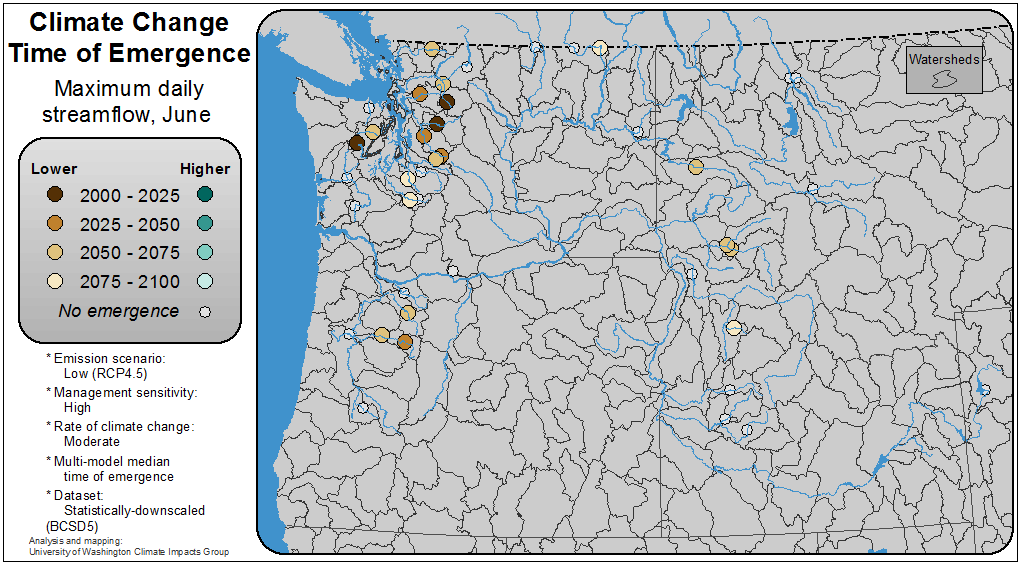 Climate Change
Time of Emergence
Maximum daily
streamflow, June
Lower Higher
2000 - 2025
2025 - 2050
2050 - 2075
2075 - 2100
No emergence
* Emission scenario:
Low (RCP4.5)
* Management sensitivity:
High
* Rate of climate change:
Moderate
* Multi-model median
time of emergence
* Dataset:
Statistically-downscaled
(BCSD5)
Analysis and mapping:
University of Washington Climate Impacts Group
Watersheds